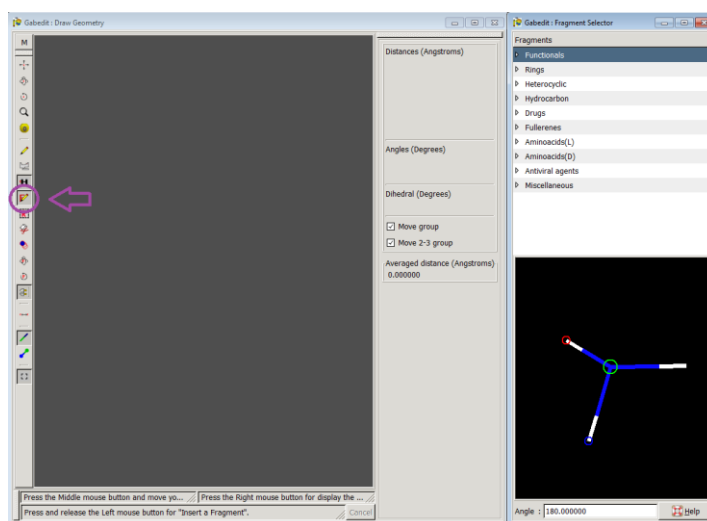 Gabedit : Draw Geometry
M
Distances (Angstroms)
Angles (Degrees)
Dihedral (Degrees)
Move group
Move 2-3 group
Averaged distance (Angstroms)
0.000000
Press the Middle mouse button and move yo...
Press the Right mouse button for display the ...
Press and release the Left mouse button for "Insert a Fragment".
Cancel
Gabedit : Fragment Selector
Fragments
Functionals
Rings
Heterocyclic
Hydrocarbon
Drugs
Fullerenes
Aminoacids(L)
Aminoacids(D)
Antiviral agents
Miscellaneous
Angle : 180.000000
Help